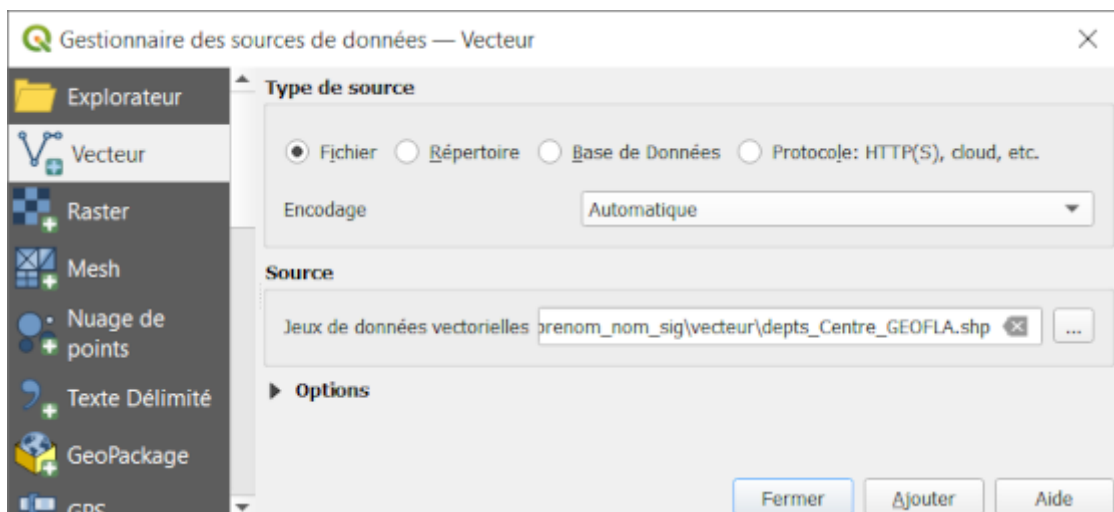 Gestionnaire des sources de données — Vecteur
Explorateur
Vecteur
Raster
Mesh
Nuage de
points
Texte Délimité
GeoPackage
GPS
Type de source
Fichier
Répertoire
Base de Données
Protocole: HTTP(S), cloud, etc.
Encodage
Automatique
Source
Jeux de données vectorielles
prenom_nom_sig\vecteur\depts_Centre_GEOFLA.shp
...
Options
Fermer
Ajouter
Aide